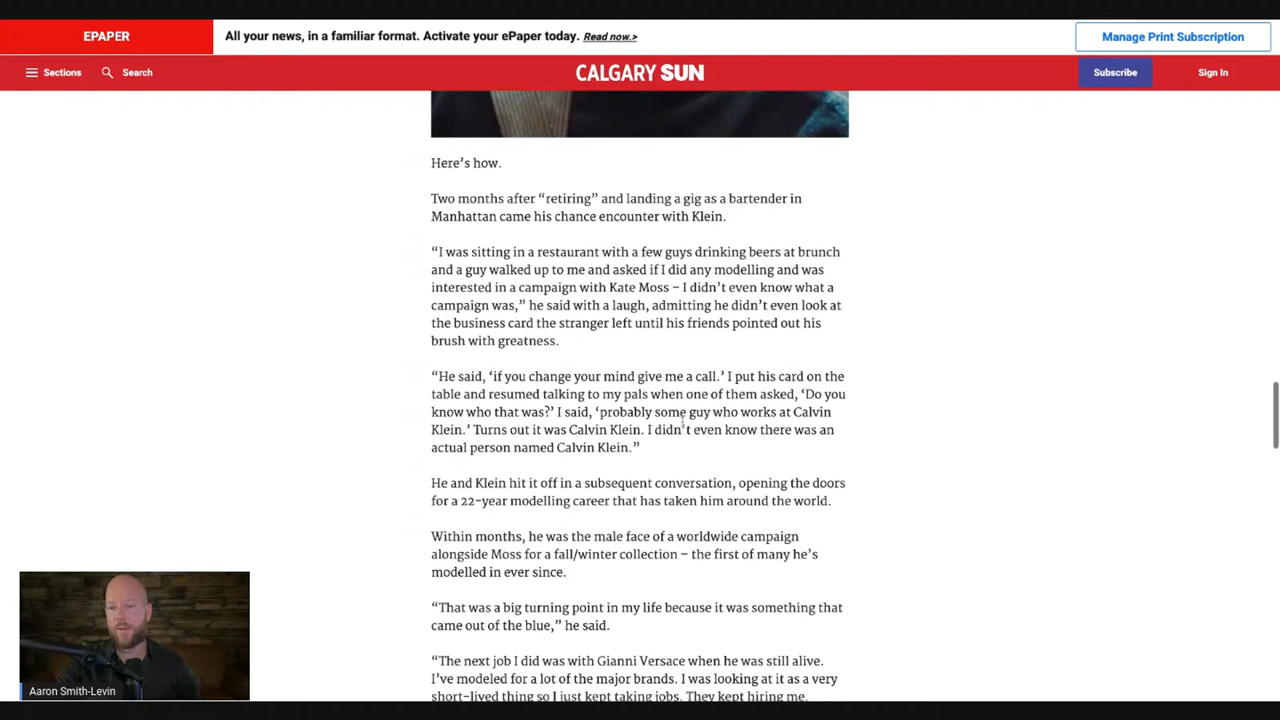 EPAPER
All your news, in a familiar format. Activate your ePaper today. Read now.>
Manage Print Subscription
Sections
Search
CALGARY SUN
Subscribe
Sign In
Here’s how.
Two months after “retiring” and landing a gig as a bartender in
Manhattan came his chance encounter with Klein.
“I was sitting in a restaurant with a few guys drinking beers at brunch
and a guy walked up to me and asked if I did any modelling and was
interested in a campaign with Kate Moss – I didn’t even know what a
campaign was,” he said with a laugh, admitting he didn’t even look at
the business card the stranger left until his friends pointed out his
brush with greatness.
“He said, ‘if you change your mind give me a call.’ I put his card on the
table and resumed talking to my pals when one of them asked, ‘Do you
know who that was?’ I said, ‘probably some guy who works at Calvin
Klein.’ Turns out it was Calvin Klein. I didn’t even know there was an
actual person named Calvin Klein.”
He and Klein hit it off in a subsequent conversation, opening the doors
for a 22-year modelling career that has taken him around the world.
Within months, he was the male face of a worldwide campaign
alongside Moss for a fall/winter collection – the first of many he’s
modelled in ever since.
“That was a big turning point in my life because it was something that
came out of the blue,” he said.
“The next job I did was with Gianni Versace when he was still alive.
I’ve modeled for a lot of the major brands. I was looking at it as a very
short-lived thing so I just kept taking jobs. They kept hiring me.
Aaron Smith-Levin